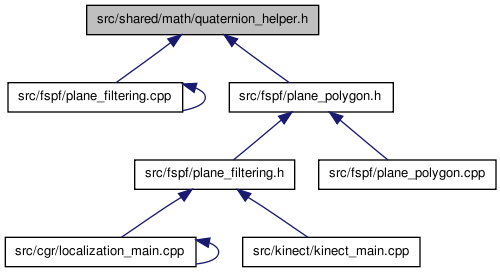 src/shared/math/quaternion_helper.h
src/fspf/plane_filtering.cpp
src/fspf/plane_polygon.h
src/fspf/plane_filtering.h
src/fspf/plane_polygon.cpp
src/cgr/localization_main.cpp
src/kinect/kinect_main.cpp